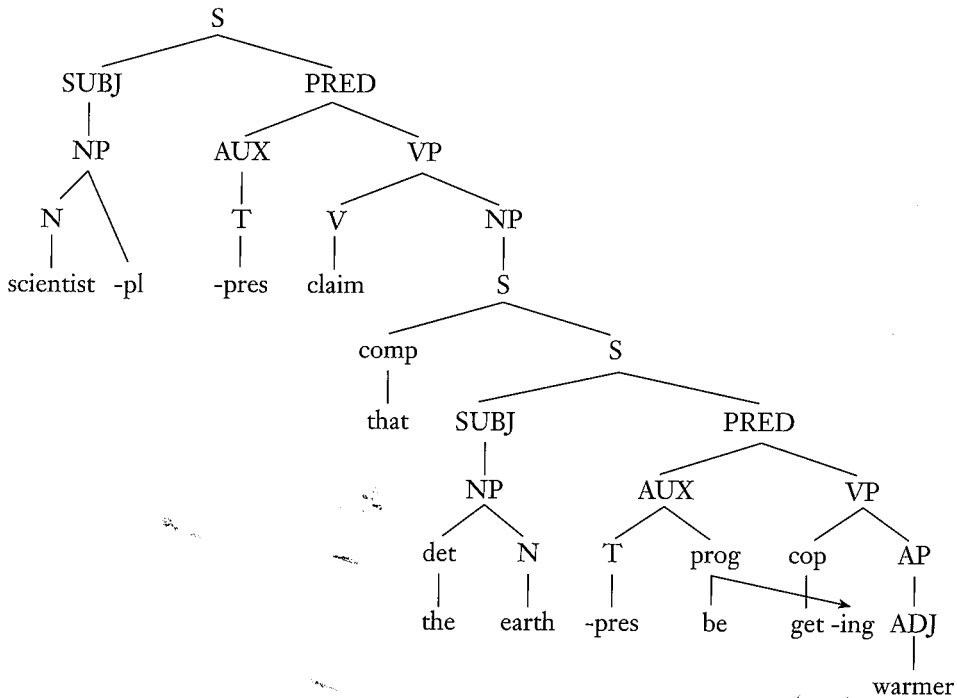 S
SUBJ PRED
NP AUX VP
N T V NP
scientist -pl -pres claim S
comp S
that SUBJ PRED
NP AUX VP
det N T prog cop AP
the earth -pres be get -ing ADJ
warmer